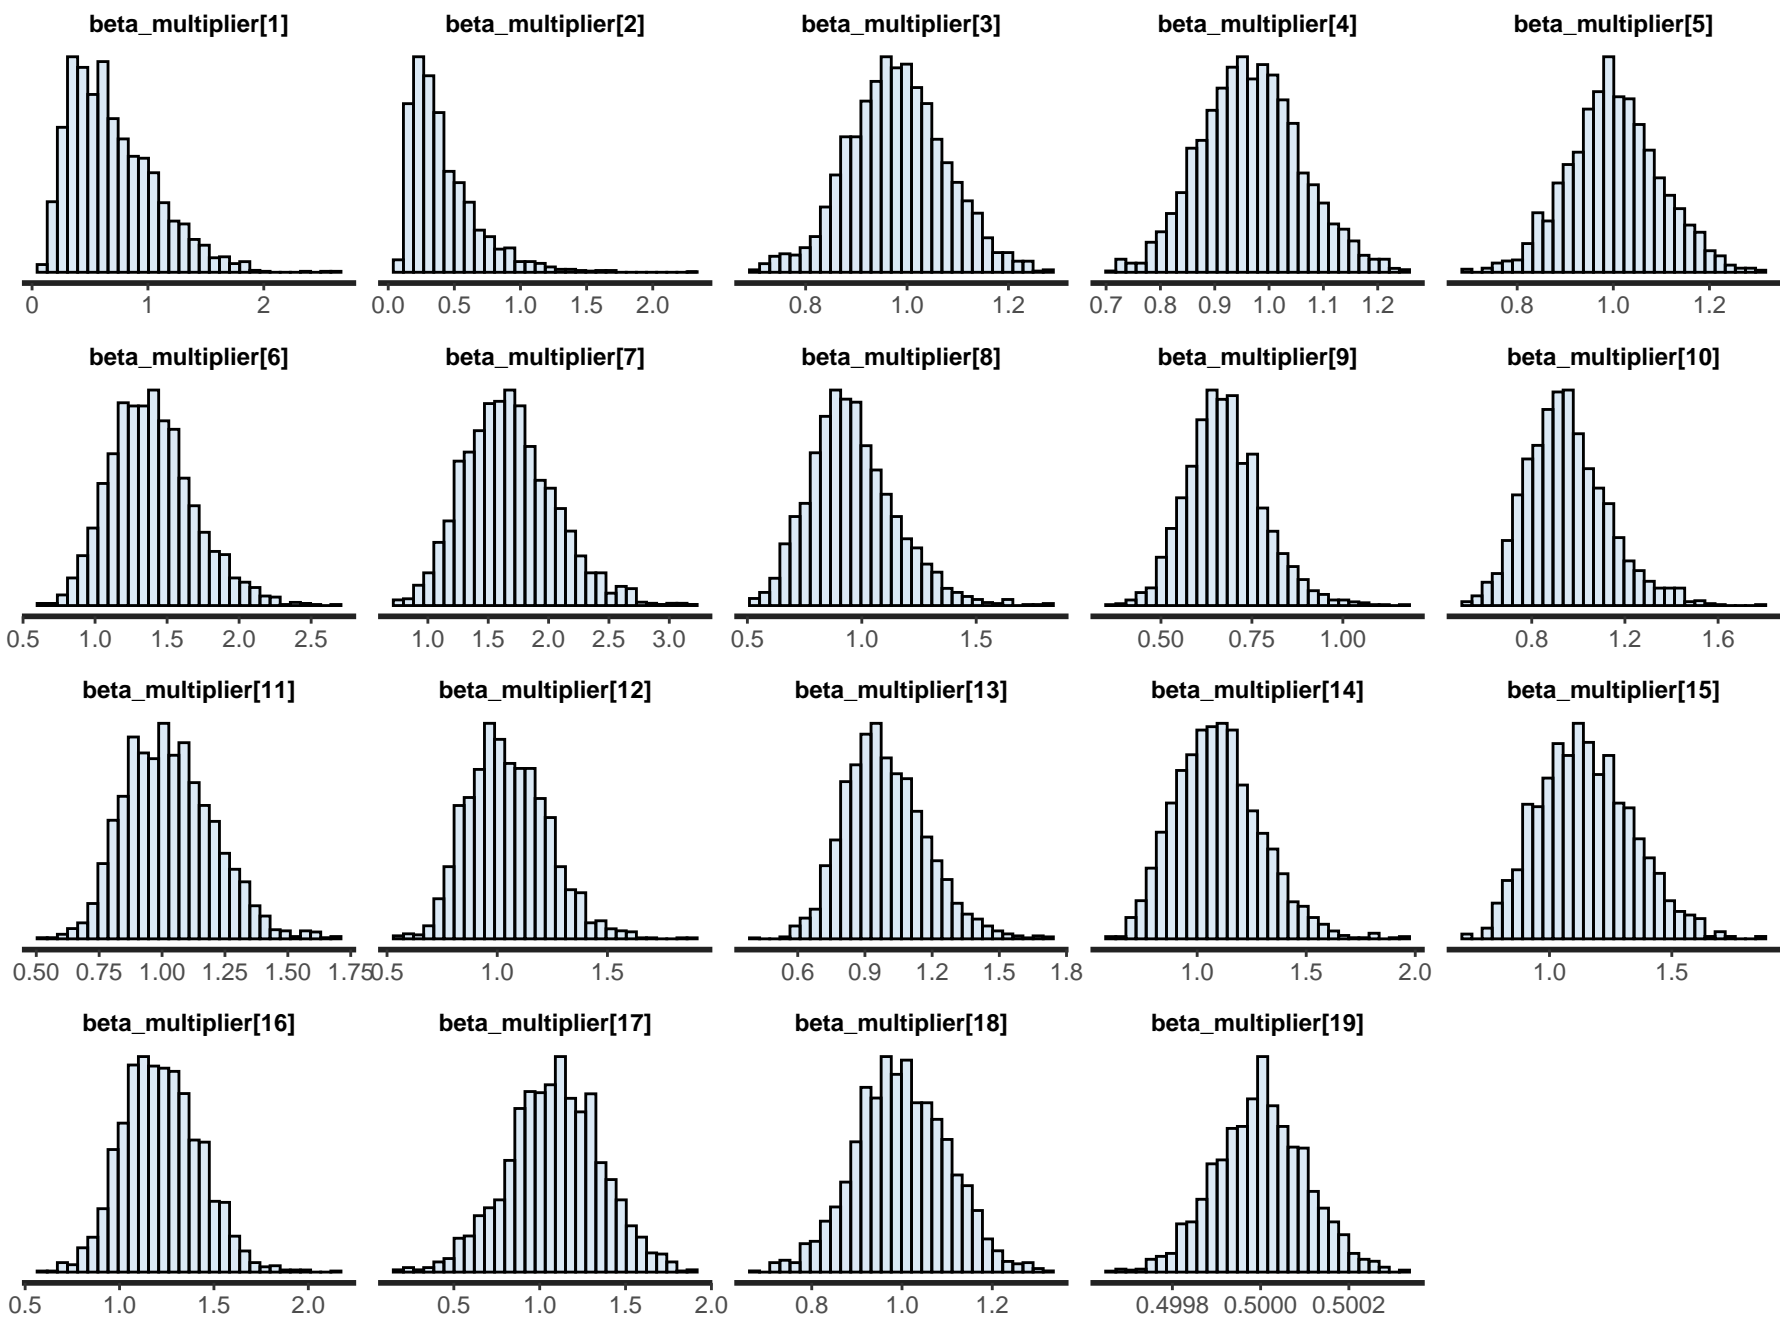 beta_multiplier[1] beta_multiplier[2] beta_multiplier[3] beta_multiplier[4] beta_multiplier[5]
0 1 2 0.0 0.5 1.0 1.5 2.0 0.8 1.0 1.2 0.7 0.8 0.9 1.0 1.1 1.2 0.8 1.0 1.2
beta_multiplier[6] beta_multiplier[7] beta_multiplier[8] beta_multiplier[9] beta_multiplier[10]
0.5 1.0 1.5 2.0 2.5 1.0 1.5 2.0 2.5 3.0 0.5 1.0 1.5 0.50 0.75 1.00 0.8 1.2 1.6
beta_multiplier[11] beta_multiplier[12] beta_multiplier[13] beta_multiplier[14] beta_multiplier[15]
0.50 0.75 1.00 1.25 1.50 1.75 0.5 1.0 1.5 0.6 0.9 1.2 1.5 1.8 1.0 1.5 2.0 1.0 1.5
beta_multiplier[16] beta_multiplier[17] beta_multiplier[18] beta_multiplier[19]
0.5 1.0 1.5 2.0 0.5 1.0 1.5 2.0 0.8 1.0 1.2 0.4998 0.5000 0.5002